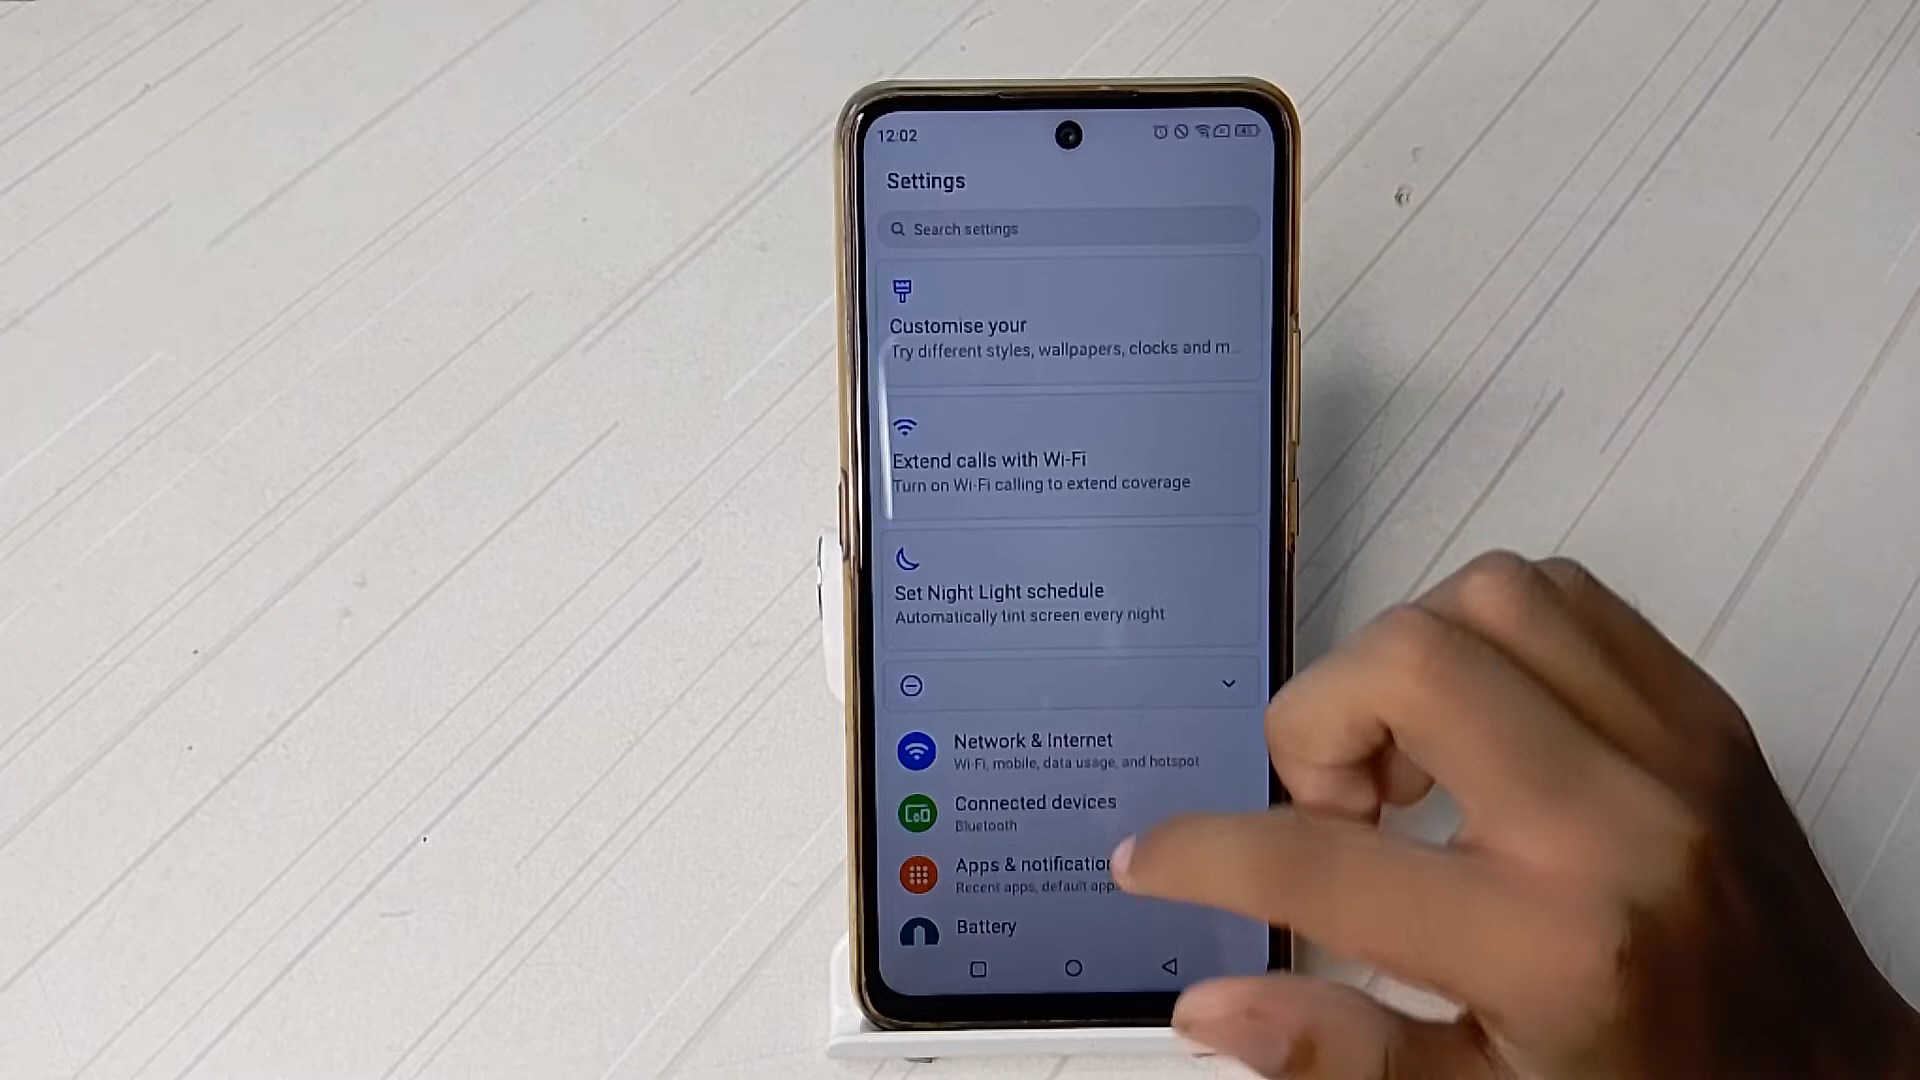 12:02
Settings
Search settings
Customise your
Try different styles, wallpapers, clocks and m...
Extend calls with Wi-Fi
Turn on Wi-Fi calling to extend coverage
Set Night Light schedule
Automatically tint screen every night
Network & Internet
Wi-Fi, mobile, data usage, and hotspot
Connected devices
Bluetooth
Apps & notification
Recent apps, default apps
Battery